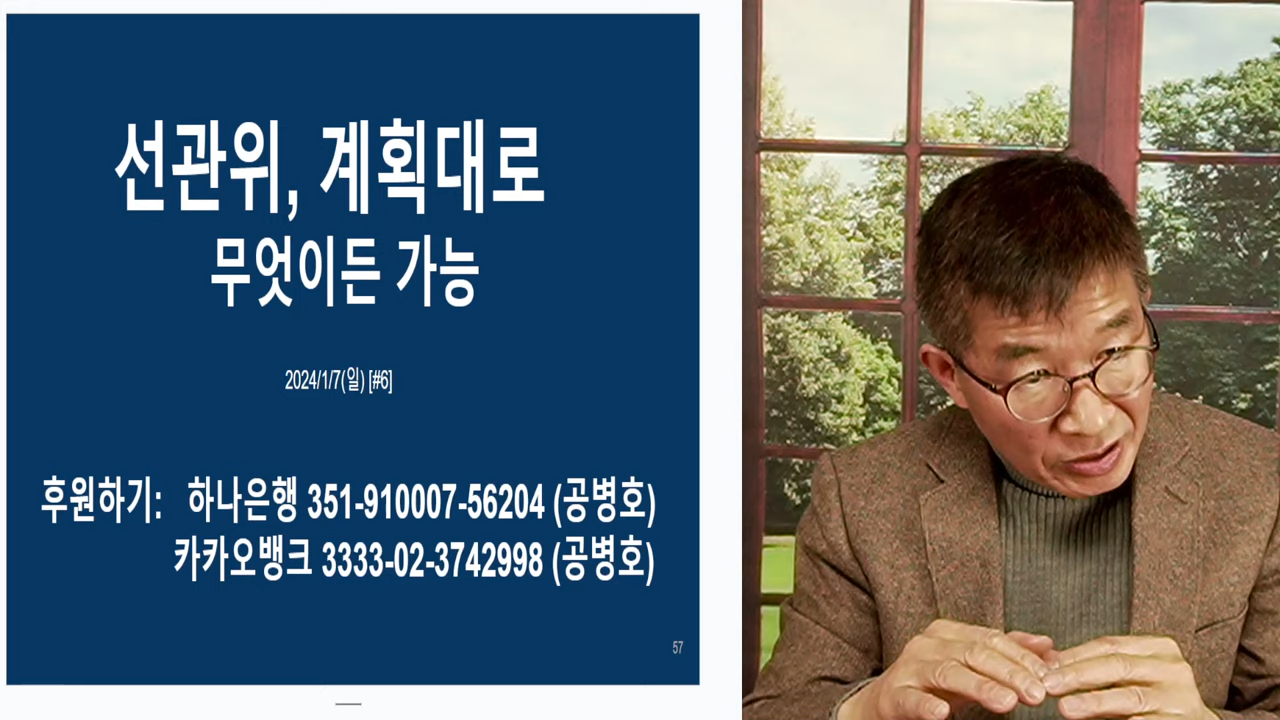 선관위, 계획대로
무엇이든 가능
2024/1/7(일) [#6]
후원하기: 하나은행 351-910007-56204 (공병호)
카카오뱅크 3333-02-3742998 (공병호)
57